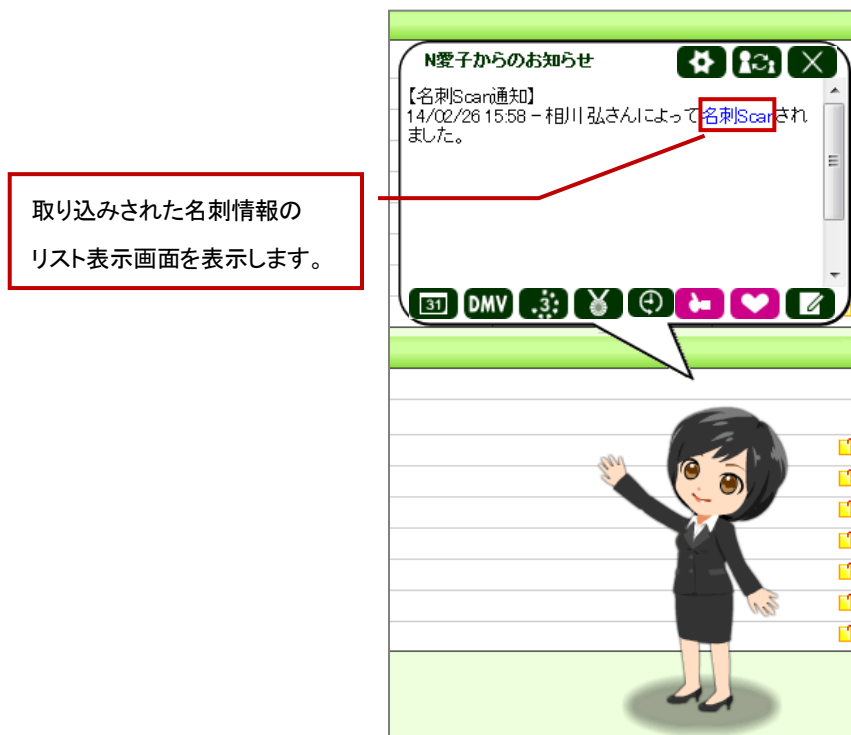 N愛子からのお知らせ
【名刺Scan通知】
14/02/26 15:58 – 相川 弘さんによって名刺Scanされ
ました。
取り込みされた名刺情報の
リスト表示画面を表示します。
31 DMV .3: